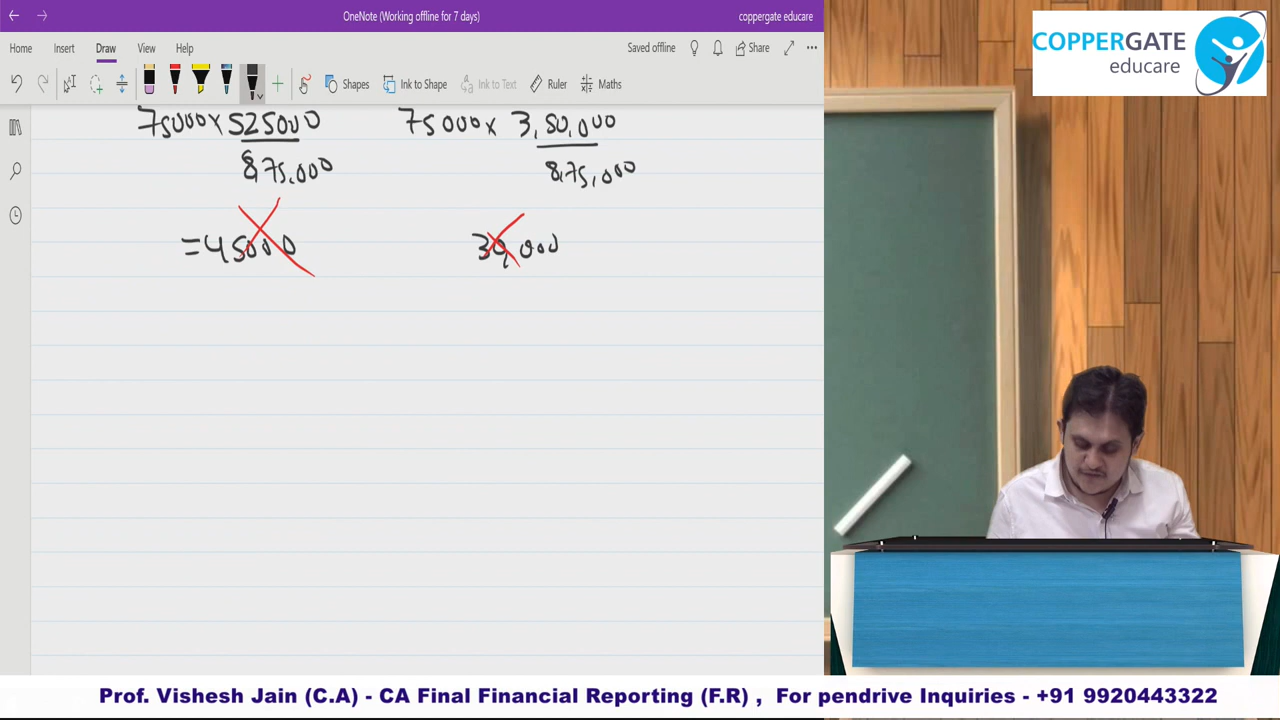 OneNote (Working offline for 7 days)
coppergate educare
Home Insert Draw View Help
Saved offline Share
Shapes Ink to Shape Ink to Text Ruler Maths
COPPERGATE
educare
75000 x 525000 75000 x 3,50,000
875,000 8,75,000
= 45000 30,000
Prof. Vishesh Jain (C.A) - CA Final Financial Reporting (F.R) , For pendrive Inquiries - +91 9920443322